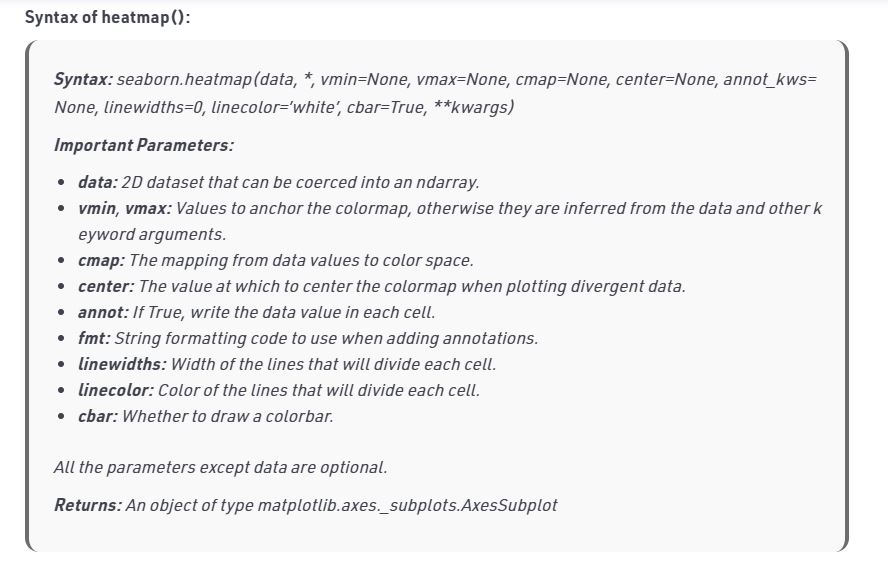 Syntax of heatmap():
Syntax: seaborn.heatmap(data, *, vmin=None, vmax=None, cmap=None, center=None, annot_kws=
None, linewidths=0, linecolor=’white’, cbar=True, **kwargs)
Important Parameters:
• data: 2D dataset that can be coerced into an ndarray.
• vmin, vmax: Values to anchor the colormap, otherwise they are inferred from the data and other k
eyword arguments.
• cmap: The mapping from data values to color space.
• center: The value at which to center the colormap when plotting divergent data.
• annot: If True, write the data value in each cell.
• fmt: String formatting code to use when adding annotations.
• linewidths: Width of the lines that will divide each cell.
• linecolor: Color of the lines that will divide each cell.
• cbar: Whether to draw a colorbar.
All the parameters except data are optional.
Returns: An object of type matplotlib.axes._subplots.AxesSubplot